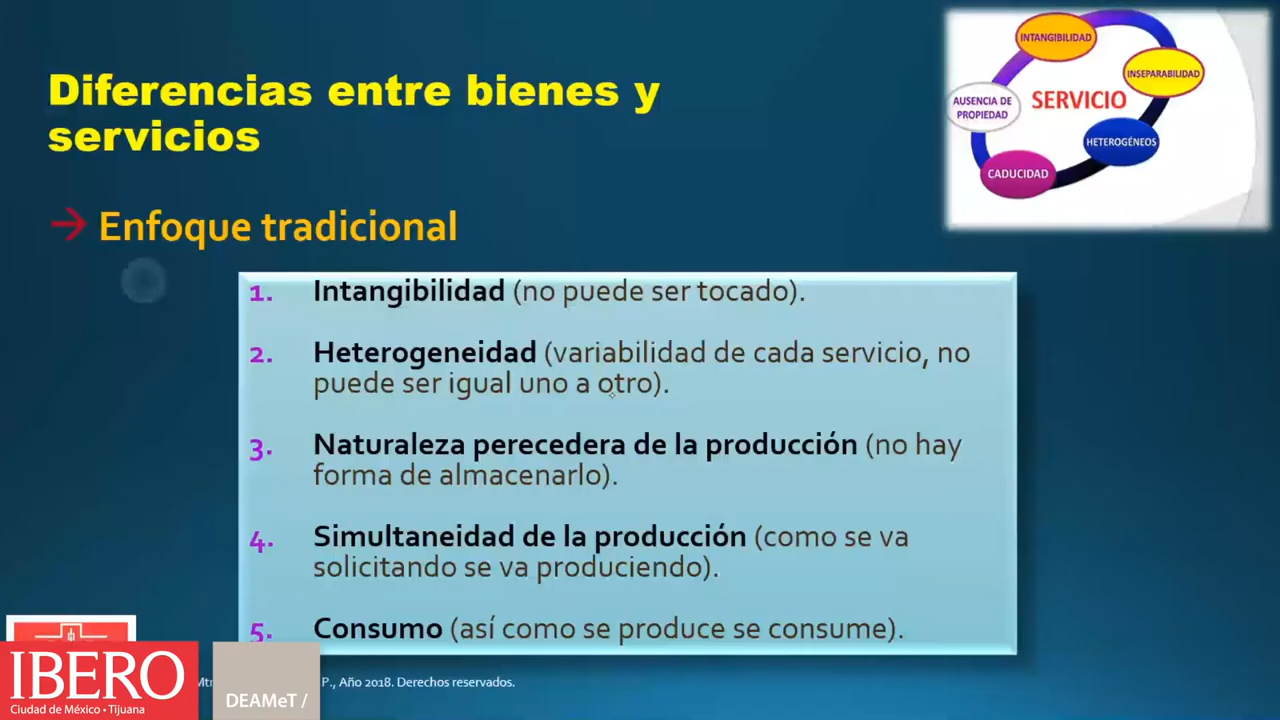 Diferencias entre bienes y
servicios
Enfoque tradicional
INTANGIBILIDAD
INSEPARABILIDAD
AUSENCIA DE
PROPIEDAD
SERVICIO
HETEROGÉNEOS
CADUCIDAD
1. Intangibilidad (no puede ser tocado).
2. Heterogeneidad (variabilidad de cada servicio, no
puede ser igual uno a otro).
3. Naturaleza perecedera de la producción (no hay
forma de almacenarlo).
4. Simultaneidad de la producción (como se va
solicitando se va produciendo).
5. Consumo (así como se produce se consume).
P., Año 2018. Derechos reservados.
IBERO
Ciudad de México • Tijuana
DEAMeT /